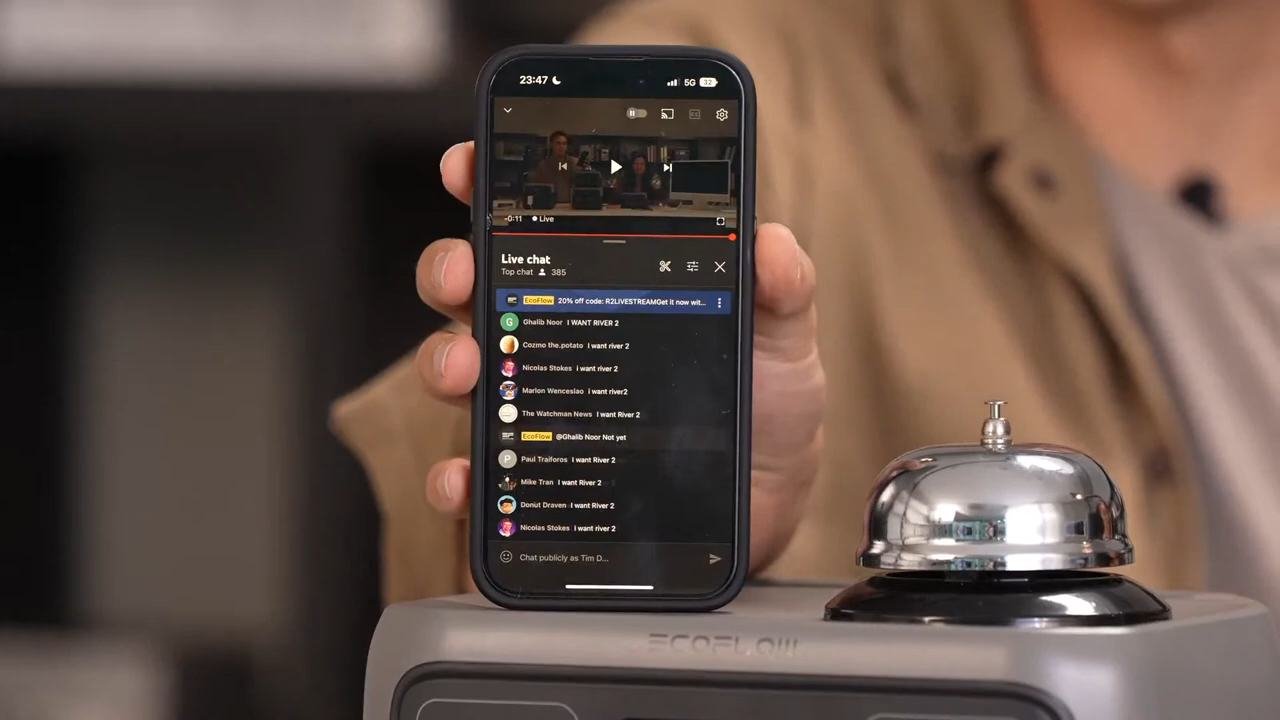 23:47
5G 32
-0:11 Live
Live chat
Top chat 385
EcoFlow 20% off code: R2LIVESTREAMGet it now wit...
G Ghalib Noor I WANT RIVER 2
Cozmo the.potato I want river 2
Nicolas Stokes i want river 2
Marlon Wenceslao i want river2
The Watchman News I want River 2
EcoFlow @Ghalib Noor Not yet
P Paul Traiforos I want River 2
Mike Tran I want River 2
Donut Draven I want River 2
Nicolas Stokes I want river 2
Chat publicly as Tim D...
ECOFLOW